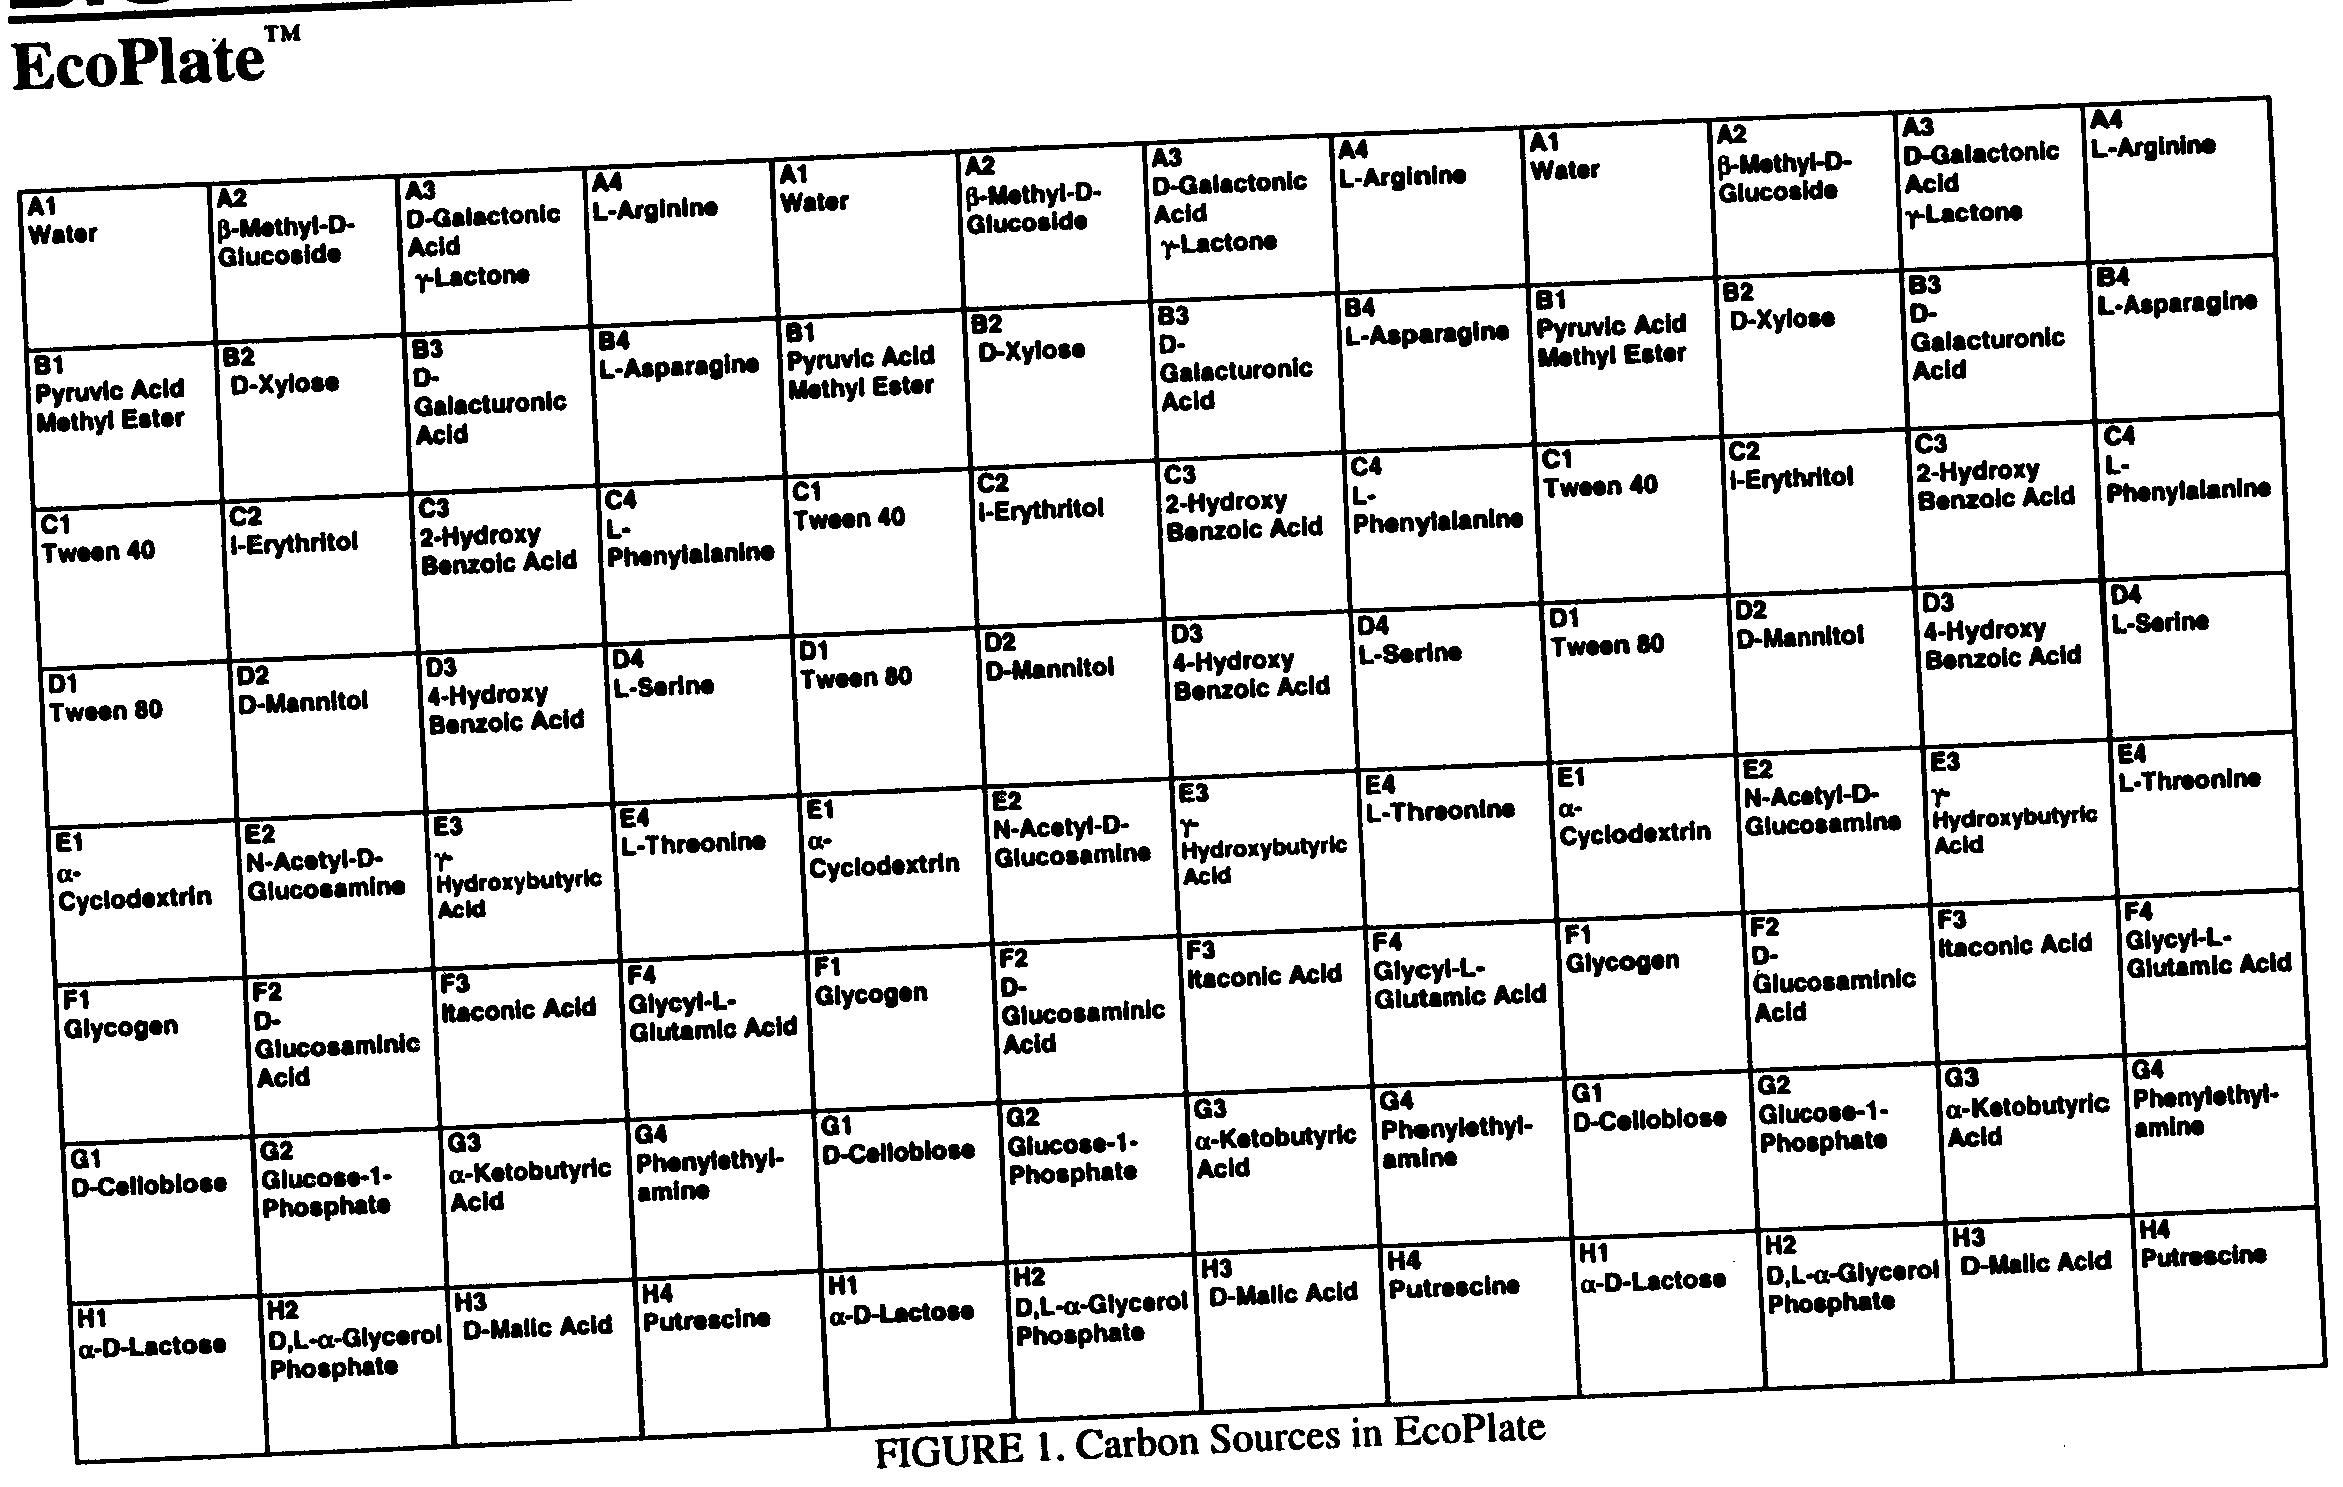 EcoPlate™
A1
Water
A2
β-Methyl-D-
Glucoside
A3
D-Galactonic
Acid
γ-Lactone
A4
L-Arginine
A1
Water
A2
β-Methyl-D-
Glucoside
A3
D-Galactonic
Acid
γ-Lactone
A4
L-Arginine
A1
Water
A2
β-Methyl-D-
Glucoside
A3
D-Galactonic
Acid
γ-Lactone
A4
L-Arginine
B1
Pyruvic Acid
Methyl Ester
B2
D-Xylose
B3
D-
Galacturonic
Acid
B4
L-Asparagine
B1
Pyruvic Acid
Methyl Ester
B2
D-Xylose
B3
D-
Galacturonic
Acid
B4
L-Asparagine
B1
Pyruvic Acid
Methyl Ester
B2
D-Xylose
B3
D-
Galacturonic
Acid
B4
L-Asparagine
C1
Tween 40
C2
i-Erythritol
C3
2-Hydroxy
Benzoic Acid
C4
L-
Phenylalanine
C1
Tween 40
C2
i-Erythritol
C3
2-Hydroxy
Benzoic Acid
C4
L-
Phenylalanine
C1
Tween 40
C2
i-Erythritol
C3
2-Hydroxy
Benzoic Acid
C4
L-
Phenylalanine
D1
Tween 80
D2
D-Mannitol
D3
4-Hydroxy
Benzoic Acid
D4
L-Serine
D1
Tween 80
D2
D-Mannitol
D3
4-Hydroxy
Benzoic Acid
D4
L-Serine
D1
Tween 80
D2
D-Mannitol
D3
4-Hydroxy
Benzoic Acid
D4
L-Serine
E1
α-
Cyclodextrin
E2
N-Acetyl-D-
Glucosamine
E3
γ-
Hydroxybutyric
Acid
E4
L-Threonine
E1
α-
Cyclodextrin
E2
N-Acetyl-D-
Glucosamine
E3
γ-
Hydroxybutyric
Acid
E4
L-Threonine
E1
α-
Cyclodextrin
E2
N-Acetyl-D-
Glucosamine
E3
γ-
Hydroxybutyric
Acid
E4
L-Threonine
F1
Glycogen
F2
D-
Glucosaminic
Acid
F3
Itaconic Acid
F4
Glycyl-L-
Glutamic Acid
F1
Glycogen
F2
D-
Glucosaminic
Acid
F3
Itaconic Acid
F4
Glycyl-L-
Glutamic Acid
F1
Glycogen
F2
D-
Glucosaminic
Acid
F3
Itaconic Acid
F4
Glycyl-L-
Glutamic Acid
G1
D-Cellobiose
G2
Glucose-1-
Phosphate
G3
α-Ketobutyric
Acid
G4
Phenylethyl-
amine
G1
D-Cellobiose
G2
Glucose-1-
Phosphate
G3
α-Ketobutyric
Acid
G4
Phenylethyl-
amine
G1
D-Cellobiose
G2
Glucose-1-
Phosphate
G3
α-Ketobutyric
Acid
G4
Phenylethyl-
amine
H1
α-D-Lactose
H2
D,L-α-Glycerol
Phosphate
H3
D-Malic Acid
H4
Putrescine
H1
α-D-Lactose
H2
D,L-α-Glycerol
Phosphate
H3
D-Malic Acid
H4
Putrescine
H1
α-D-Lactose
H2
D,L-α-Glycerol
Phosphate
H3
D-Malic Acid
H4
Putrescine
FIGURE 1. Carbon Sources in EcoPlate